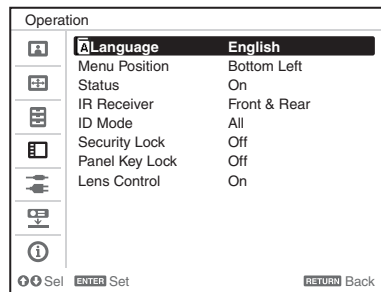 Operation
A Language English
Menu Position Bottom Left
Status On
IR Receiver Front & Rear
ID Mode All
Security Lock Off
Panel Key Lock Off
Lens Control On
Sel ENTER Set RETURN Back